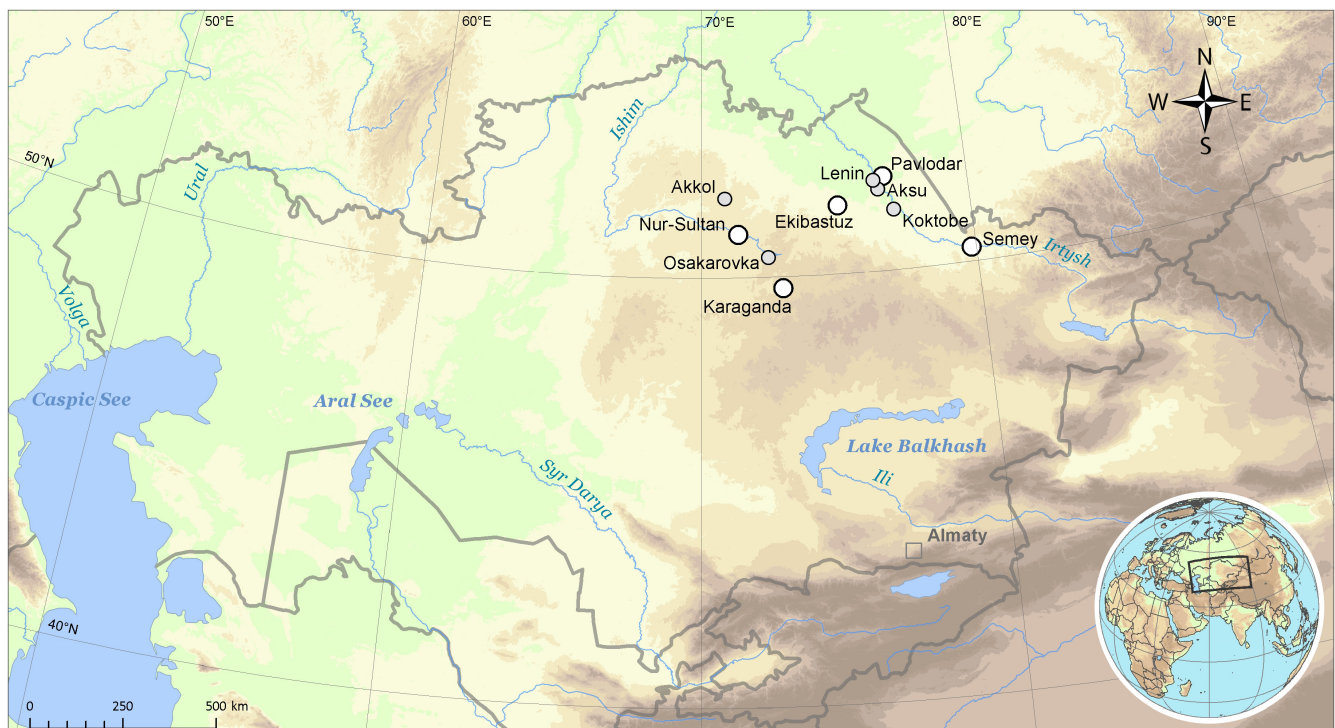 50°E
60°E
70°E
80°E
90°E
N
W
E
S
Ishim
50°N
Ural
Pavlodar
Lenin
Akkol
Aksu
Nur-Sultan
Ekibastuz
Koktobe
Semey
Irtysh
Osakarovka
Karaganda
Volga
Caspic See
Aral See
Lake Balkhash
Syr Darya
Ili
Almaty
40°N
0
250
500 km